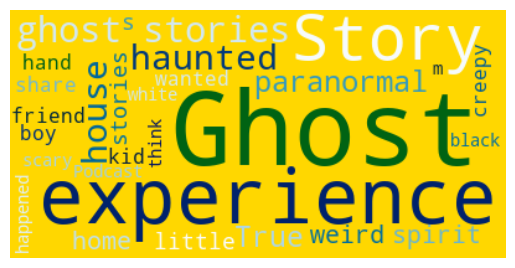 ghost s stories Story
hand haunted
share wanted paranormal m creepy
white
friend house stories Ghost
boy kid think black
scary Podcast
experience
happened home little True weird spirit